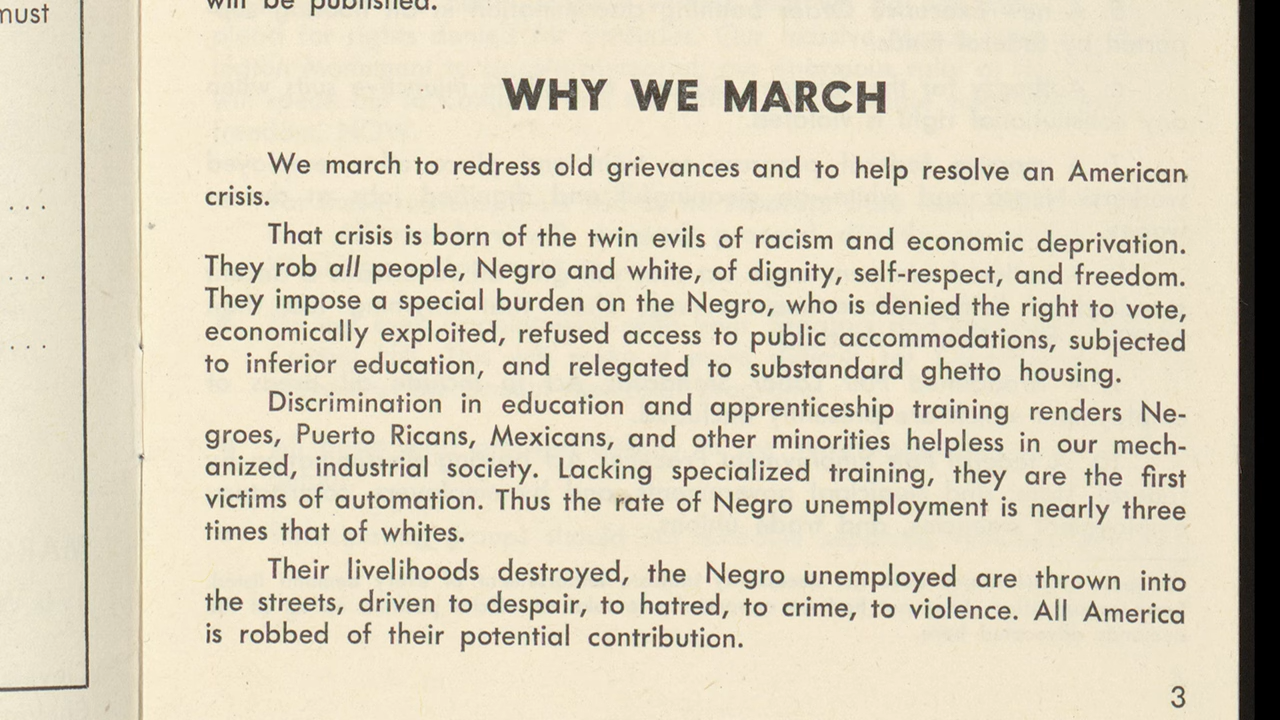 must
will be published.
WHY WE MARCH
We march to redress old grievances and to help resolve an American
crisis.
That crisis is born of the twin evils of racism and economic deprivation.
They rob all people, Negro and white, of dignity, self-respect, and freedom.
They impose a special burden on the Negro, who is denied the right to vote,
economically exploited, refused access to public accommodations, subjected
to inferior education, and relegated to substandard ghetto housing.
Discrimination in education and apprenticeship training renders Ne-
groes, Puerto Ricans, Mexicans, and other minorities helpless in our mech-
anized, industrial society. Lacking specialized training, they are the first
victims of automation. Thus the rate of Negro unemployment is nearly three
times that of whites.
Their livelihoods destroyed, the Negro unemployed are thrown into
the streets, driven to despair, to hatred, to crime, to violence. All America
is robbed of their potential contribution.
3